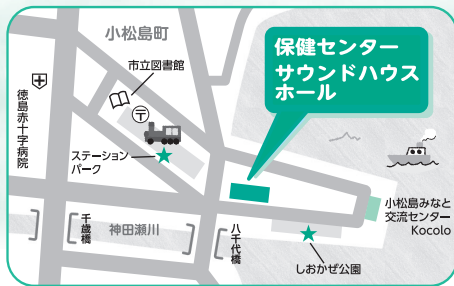 小松島町
市立図書館
〒
徳島赤十字病院
ステーション
パーク
保健センター
サウンドハウス
ホール
小松島みなと
交流センター
Kocolo
千歳橋
神田瀬川
八千代橋
しおかぜ公園